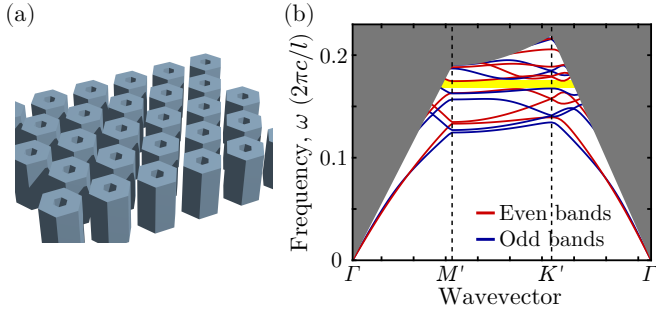 (a)
(b)
Frequency, ω (2πc/l)
0.2
0.1
0
Even bands
Odd bands
Γ M′ K′ Γ
Wavevector